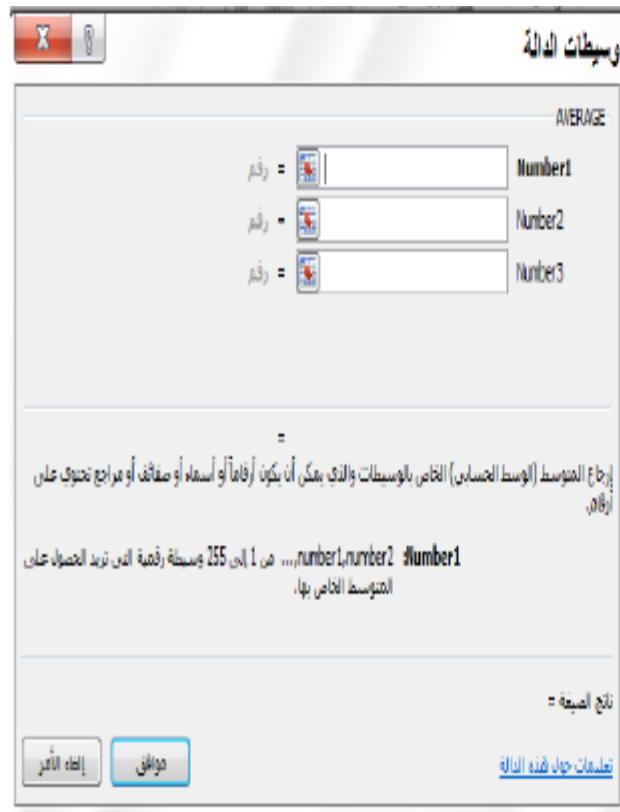 وسيطات الدالة
AVERAGE
Number1 = رقم
Number2 = رقم
Number3 = رقم
=
إرجاع المتوسط (الوسط الحسابي) الخاص بالوسيطات والذي يمكن أن يكون أرقاماً أو أسماء أو صفائف أو مراجع تحتوي على
أرقام.
Number1: number1,number2,... من 1 إلى 255 وسيطة رقمية التي تريد الحصول على
المتوسط الخاص بها.
ناتج الصيغة =
تعليمات حول هذه الدالة
موافق
إلغاء الأمر